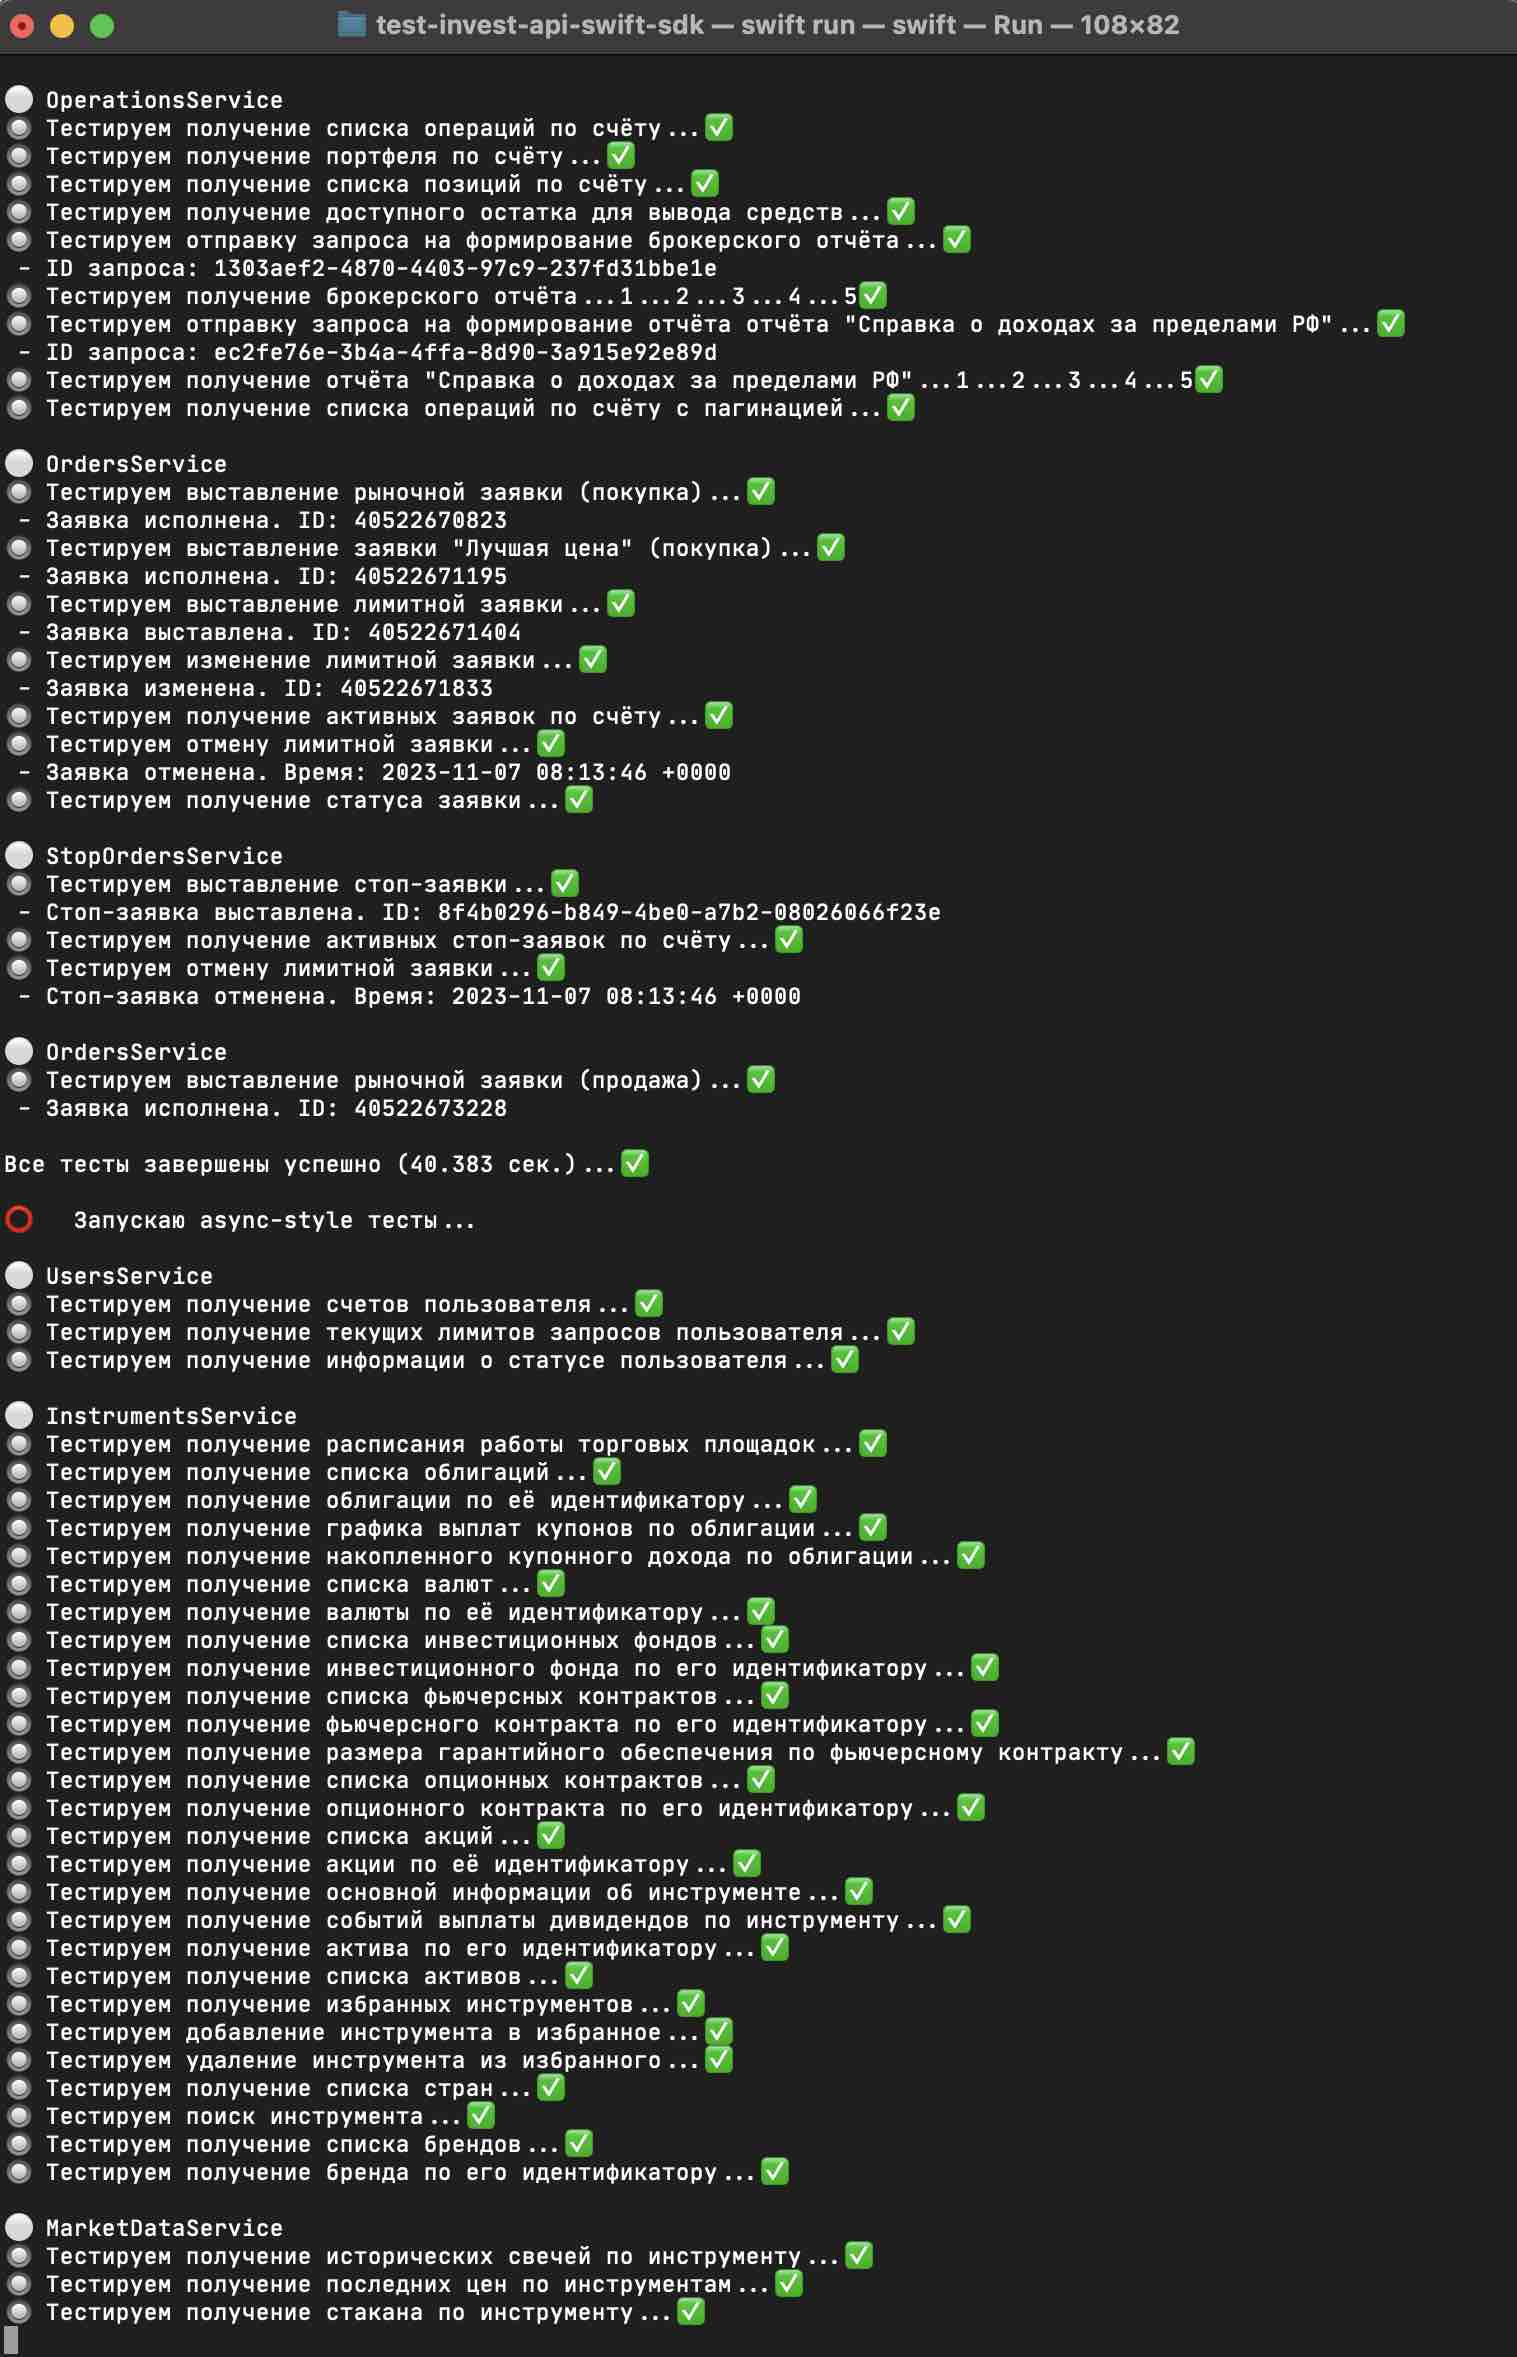 test-invest-api-swift-sdk — swift run — swift — Run — 108×82
OperationsService
Тестируем получение списка операций по счёту...✅
Тестируем получение портфеля по счёту...✅
Тестируем получение списка позиций по счёту...✅
Тестируем получение доступного остатка для вывода средств...✅
Тестируем отправку запроса на формирование брокерского отчёта...✅
- ID запроса: 1303aef2-4870-4403-97c9-237fd31bbe1e
Тестируем получение брокерского отчёта...1...2...3...4...5✅
Тестируем отправку запроса на формирование отчёта отчёта "Справка о доходах за пределами РФ"...✅
- ID запроса: ec2fe76e-3b4a-4ffa-8d90-3a915e92e89d
Тестируем получение отчёта "Справка о доходах за пределами РФ"...1...2...3...4...5✅
Тестируем получение списка операций по счёту с пагинацией...✅
OrdersService
Тестируем выставление рыночной заявки (покупка)...✅
- Заявка исполнена. ID: 40522670823
Тестируем выставление заявки "Лучшая цена" (покупка)...✅
- Заявка исполнена. ID: 40522671195
Тестируем выставление лимитной заявки...✅
- Заявка выставлена. ID: 40522671404
Тестируем изменение лимитной заявки...✅
- Заявка изменена. ID: 40522671833
Тестируем получение активных заявок по счёту...✅
Тестируем отмену лимитной заявки...✅
- Заявка отменена. Время: 2023-11-07 08:13:46 +0000
Тестируем получение статуса заявки...✅
StopOrdersService
Тестируем выставление стоп-заявки...✅
- Стоп-заявка выставлена. ID: 8f4b0296-b849-4be0-a7b2-08026066f23e
Тестируем получение активных стоп-заявок по счёту...✅
Тестируем отмену лимитной заявки...✅
- Стоп-заявка отменена. Время: 2023-11-07 08:13:46 +0000
OrdersService
Тестируем выставление рыночной заявки (продажа)...✅
- Заявка исполнена. ID: 40522673228
Все тесты завершены успешно (40.383 сек.)...✅
Запускаю async-style тесты...
UsersService
Тестируем получение счетов пользователя...✅
Тестируем получение текущих лимитов запросов пользователя...✅
Тестируем получение информации о статусе пользователя...✅
InstrumentsService
Тестируем получение расписания работы торговых площадок...✅
Тестируем получение списка облигаций...✅
Тестируем получение облигации по её идентификатору...✅
Тестируем получение графика выплат купонов по облигации...✅
Тестируем получение накопленного купонного дохода по облигации...✅
Тестируем получение списка валют...✅
Тестируем получение валюты по её идентификатору...✅
Тестируем получение списка инвестиционных фондов...✅
Тестируем получение инвестиционного фонда по его идентификатору...✅
Тестируем получение списка фьючерсных контрактов...✅
Тестируем получение фьючерсного контракта по его идентификатору...✅
Тестируем получение размера гарантийного обеспечения по фьючерсному контракту...✅
Тестируем получение списка опционных контрактов...✅
Тестируем получение опционного контракта по его идентификатору...✅
Тестируем получение списка акций...✅
Тестируем получение акции по её идентификатору...✅
Тестируем получение основной информации об инструменте...✅
Тестируем получение событий выплаты дивидендов по инструменту...✅
Тестируем получение актива по его идентификатору...✅
Тестируем получение списка активов...✅
Тестируем получение избранных инструментов...✅
Тестируем добавление инструмента в избранное...✅
Тестируем удаление инструмента из избранного...✅
Тестируем получение списка стран...✅
Тестируем поиск инструмента...✅
Тестируем получение списка брендов...✅
Тестируем получение бренда по его идентификатору...✅
MarketDataService
Тестируем получение исторических свечей по инструменту...✅
Тестируем получение последних цен по инструментам...✅
Тестируем получение стакана по инструменту...✅